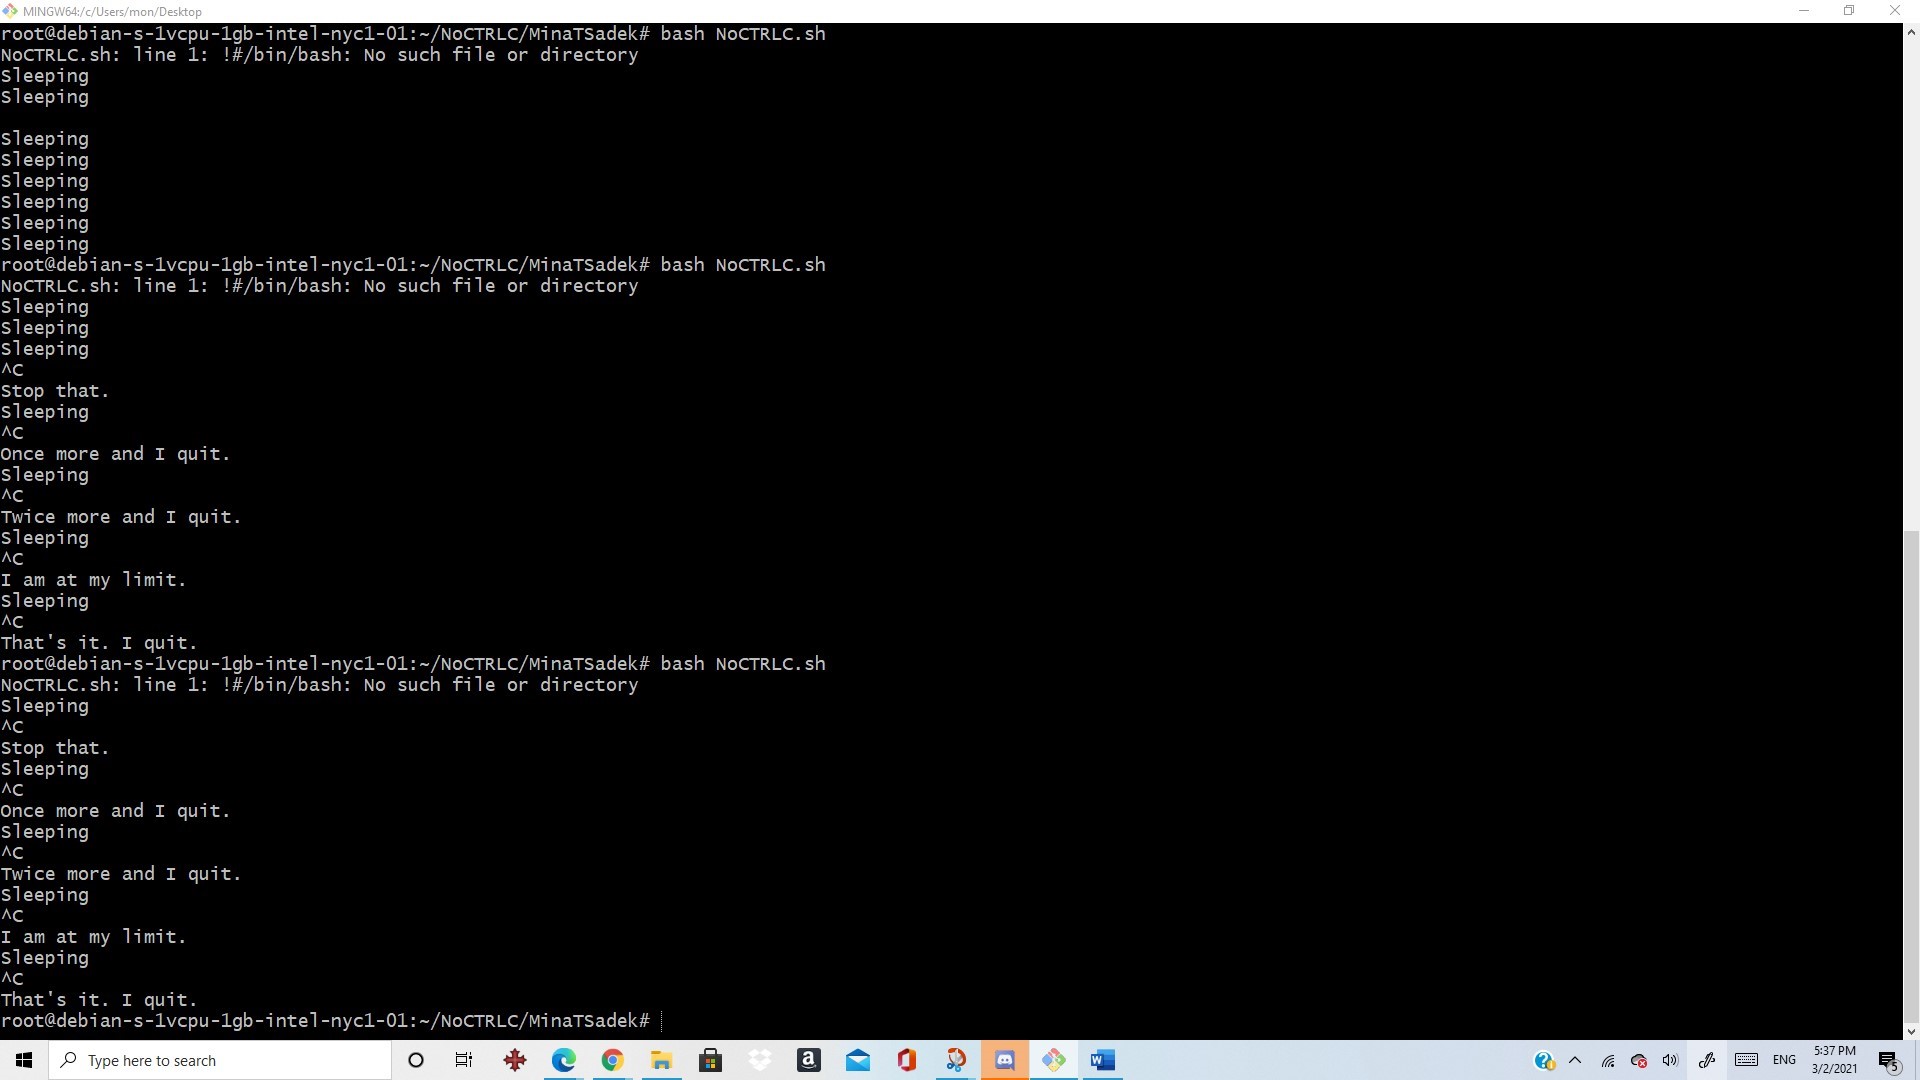 MINGW64:/c/Users/mon/Desktop
root@debian-s-1vcpu-1gb-intel-nyc1-01:~/NoCTRLC/MinaTSadek# bash NoCTRLC.sh
NoCTRLC.sh: line 1: !#/bin/bash: No such file or directory
Sleeping
Sleeping
Sleeping
Sleeping
Sleeping
Sleeping
Sleeping
Sleeping
root@debian-s-1vcpu-1gb-intel-nyc1-01:~/NoCTRLC/MinaTSadek# bash NoCTRLC.sh
NoCTRLC.sh: line 1: !#/bin/bash: No such file or directory
Sleeping
Sleeping
Sleeping
^C
Stop that.
Sleeping
^C
Once more and I quit.
Sleeping
^C
Twice more and I quit.
Sleeping
^C
I am at my limit.
Sleeping
^C
That's it. I quit.
root@debian-s-1vcpu-1gb-intel-nyc1-01:~/NoCTRLC/MinaTSadek# bash NoCTRLC.sh
NoCTRLC.sh: line 1: !#/bin/bash: No such file or directory
Sleeping
^C
Stop that.
Sleeping
^C
Once more and I quit.
Sleeping
^C
Twice more and I quit.
Sleeping
^C
I am at my limit.
Sleeping
^C
That's it. I quit.
root@debian-s-1vcpu-1gb-intel-nyc1-01:~/NoCTRLC/MinaTSadek#
Type here to search
ENG
5:37 PM
3/2/2021
5